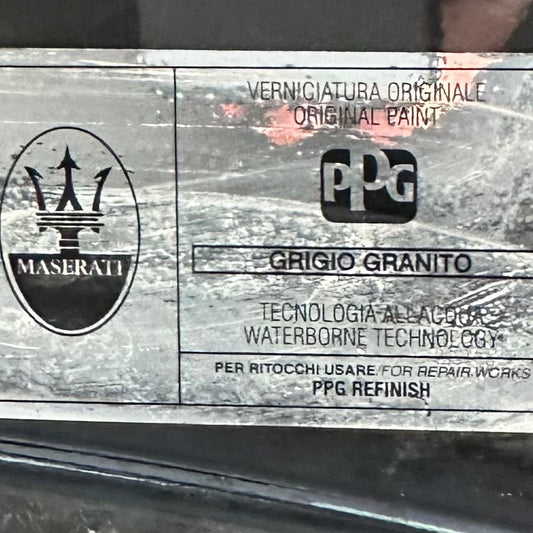 VERNICIATURA ORIGINALE
ORIGINAL PAINT
PPG
MASERATI
GRIGIO GRANITO
TECNOLOGIA ALL'ACQUA
WATERBORNE TECHNOLOGY
PER RITOCCHI USARE/FOR REPAIR WORKS
PPG REFINISH